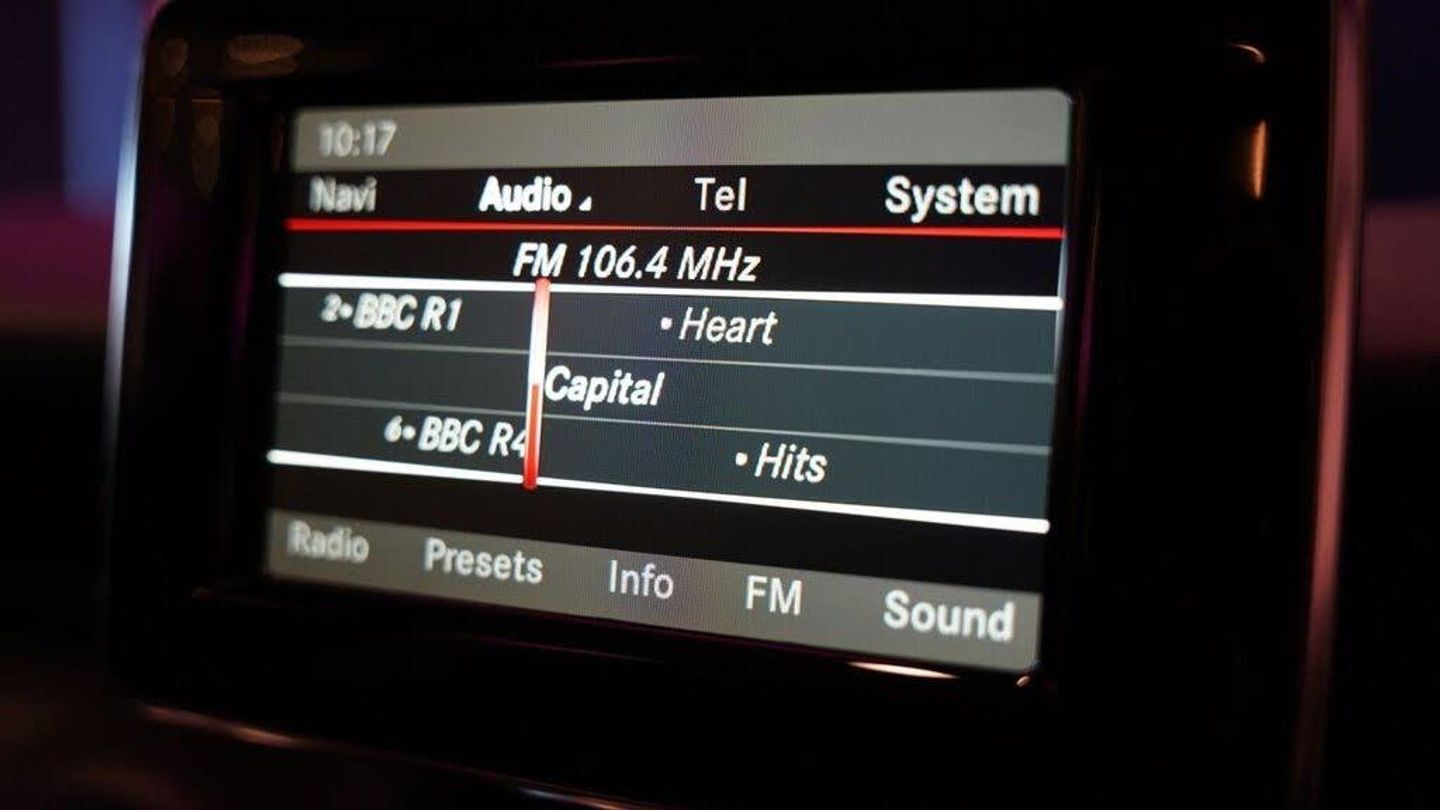 10:17
Navi Audio Tel System
FM 106.4 MHz
2• BBC R1 • Heart
Capital
6• BBC R4 • Hits
Radio Presets Info FM Sound